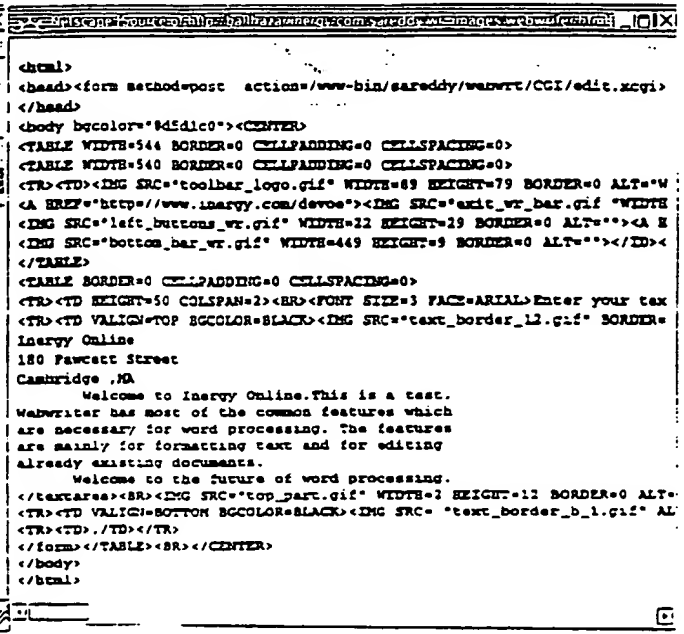 <html>
<head><form method=post action=/www-bin/sareddy/webwrt/CGI/edit.xcgi>
</head>
<body bgcolor="#d5d1c0"><CENTER>
<TABLE WIDTH=544 BORDER=0 CELLPADDING=0 CELLSPACING=0>
<TABLE WIDTH=540 BORDER=0 CELLPADDING=0 CELLSPACING=0>
<TR><TD><IMG SRC="toolbar_logo.gif" WIDTH=89 HEIGHT=79 BORDER=0 ALT="W
<A HREF="http://www.inergy.com/devoe"><IMG SRC="exit_wr_bar.gif "WIDTH
<IMG SRC="left_buttons_wr.gif" WIDTH=22 HEIGHT=29 BORDER=0 ALT=""><A H
<IMG SRC="bottom_bar_wr.gif" WIDTH=449 HEIGHT=9 BORDER=0 ALT=""></TD><
</TABLE>
<TABLE BORDER=0 CELLPADDING=0 CELLSPACING=0>
<TR><TD HEIGHT=50 COLSPAN=2><BR><FONT SIZE=3 FACE=ARIAL>Enter your tex
<TR><TD VALIGN=TOP BGCOLOR=BLACK><IMG SRC="text_border_12.gif" BORDER=
Inergy Online
180 Fawcett Street
Cambridge ,MA
Welcome to Inergy Online.This is a test.
Webwriter has most of the common features which
are necessary for word processing. The features
are mainly for formatting text and for editing
already existing documents.
Welcome to the future of word processing.
</textarea><BR><IMG SRC="top_part.gif" WIDTH=2 HEIGHT=12 BORDER=0 ALT=
<TR><TD VALIGN=BOTTOM BGCOLOR=BLACK><IMG SRC= "text_border_b_1.gif" AL
<TR><TD>./TD></TR>
</form></TABLE><BR></CENTER>
</body>
</html>